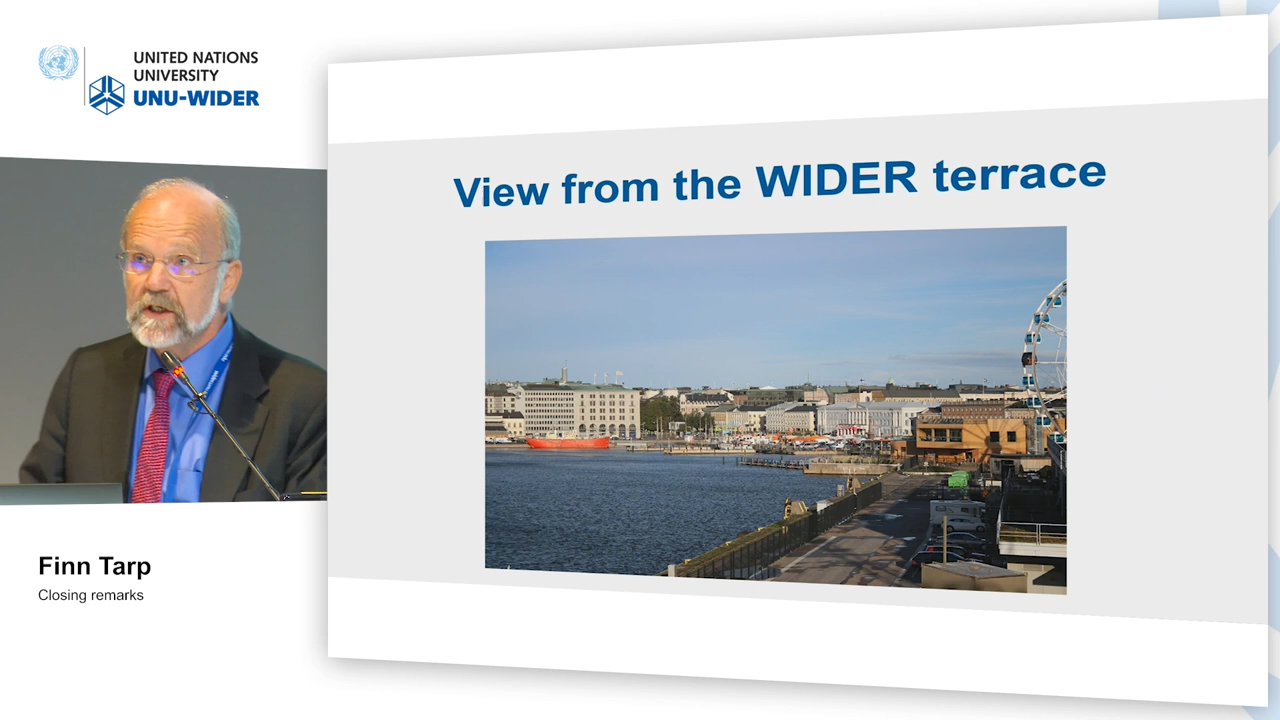 UNITED NATIONS
UNIVERSITY
UNU-WIDER
View from the WIDER terrace
Finn Tarp
Closing remarks